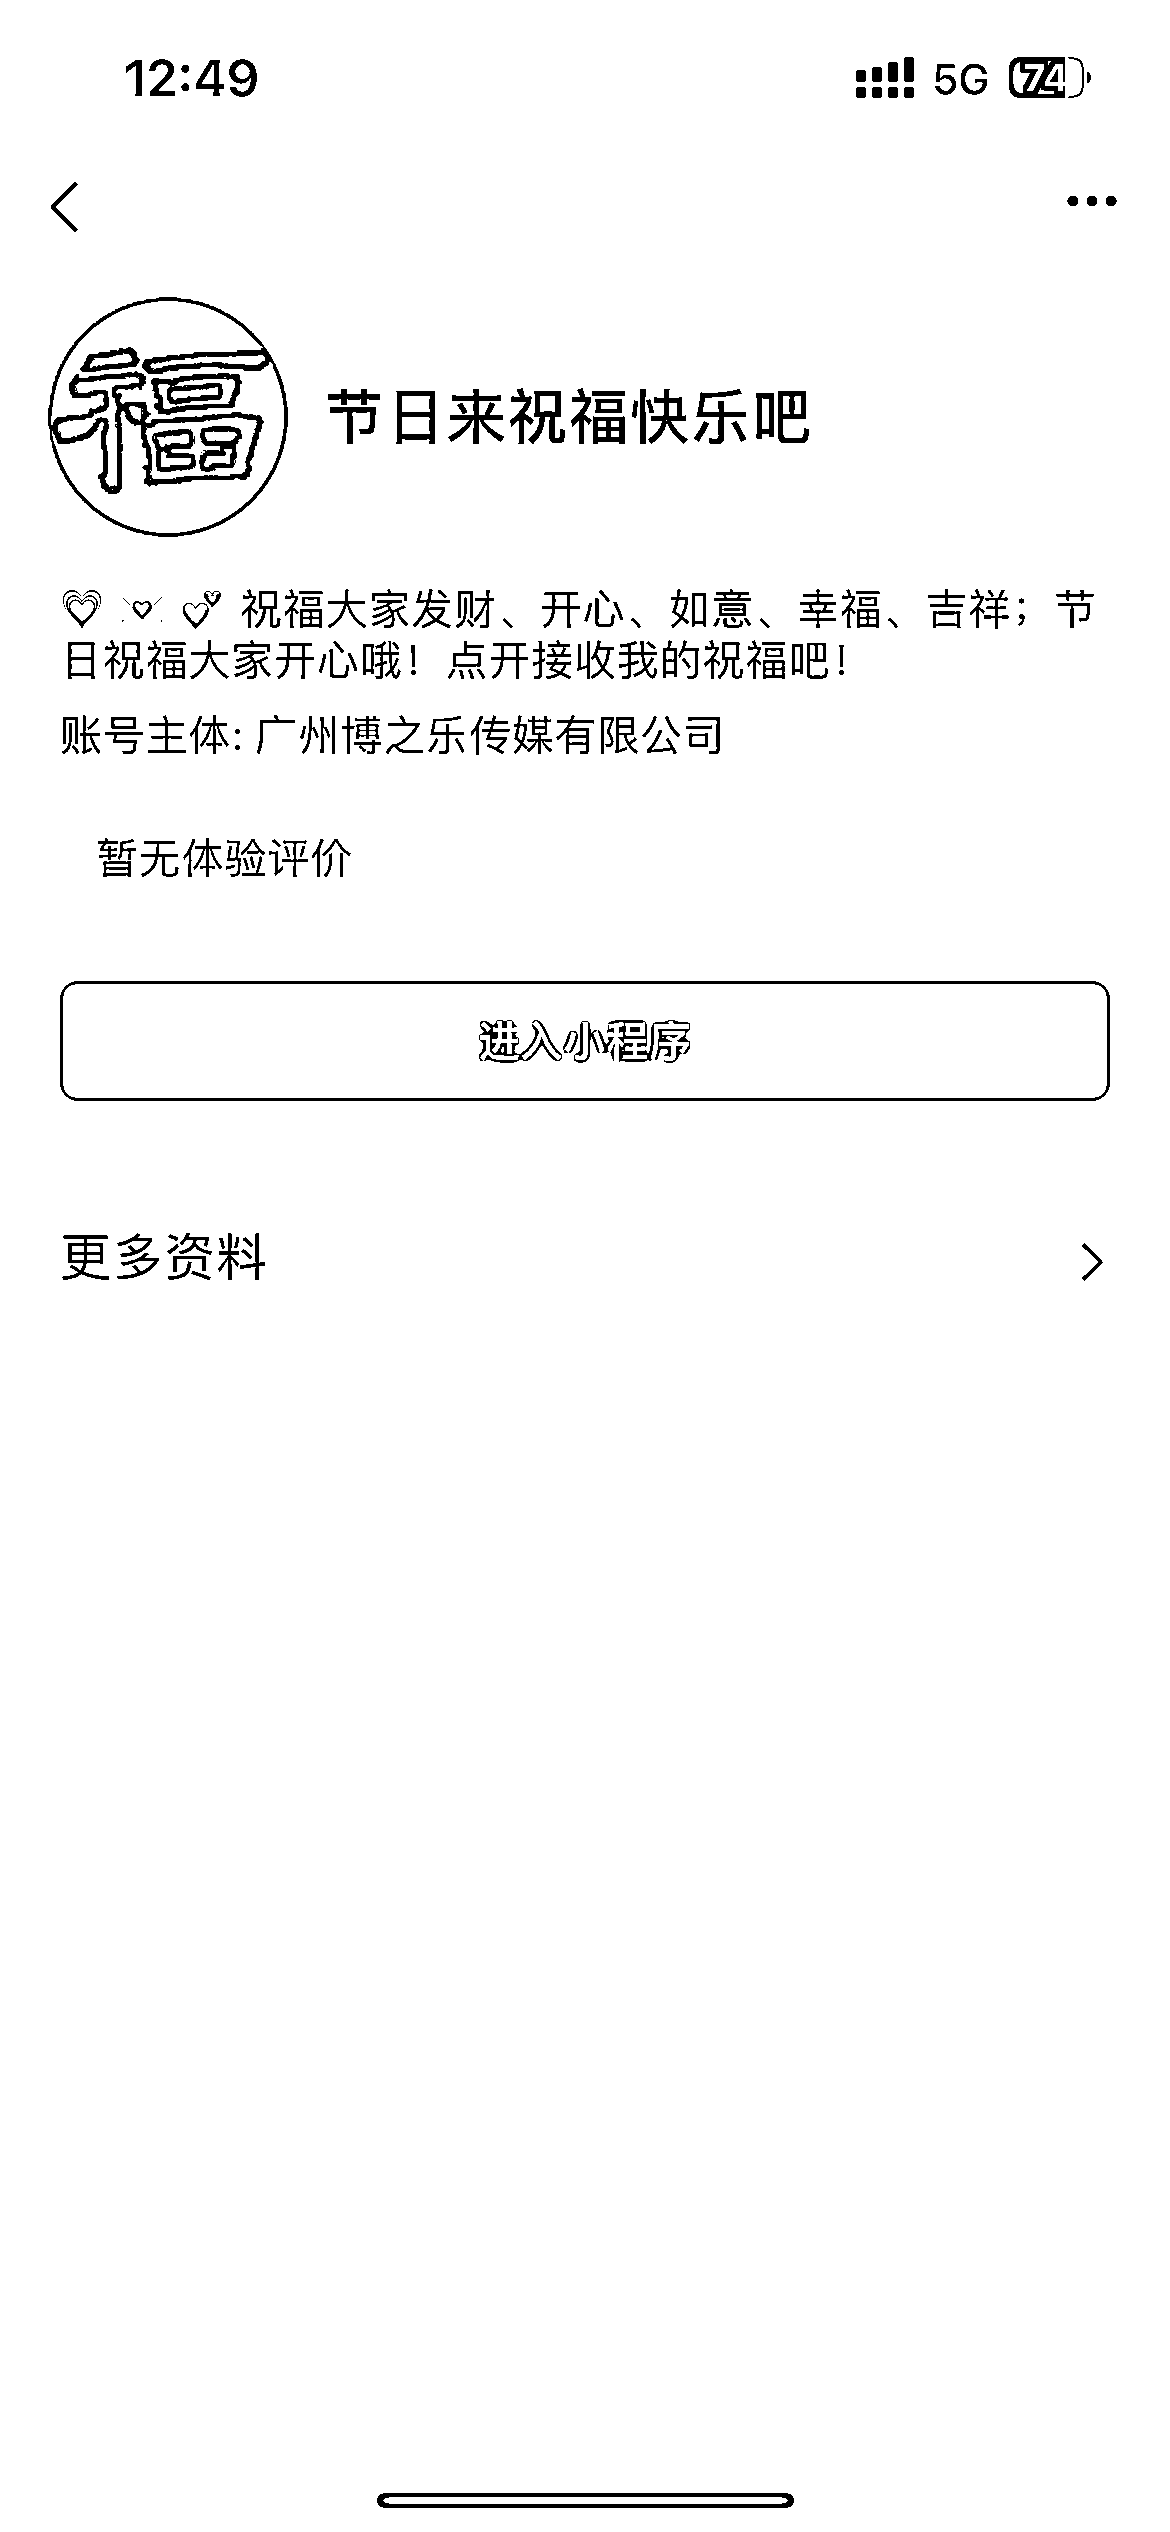 12:49
5G 74
福
节日来祝福快乐吧
💗 💓 💕 祝福大家发财、开心、如意、幸福、吉祥；节
日祝福大家开心哦！点开接收我的祝福吧！
账号主体: 广州博之乐传媒有限公司
暂无体验评价
进入小程序
更多资料